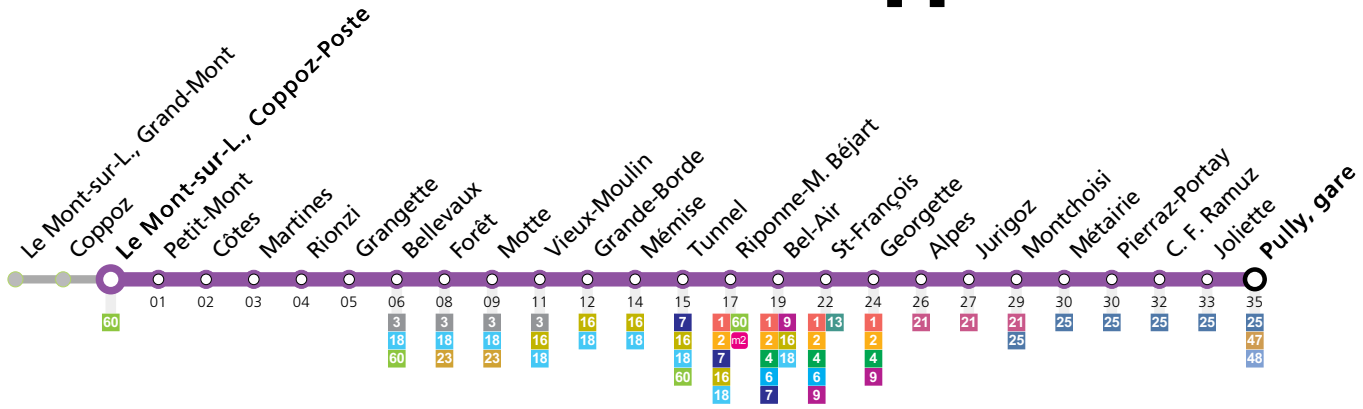 Le Mont-sur-L., Grand-Mont
Coppoz
Le Mont-sur-L., Coppoz-Poste
Petit-Mont
Côtes
Martines
Rionzi
Grangette
Bellevaux
Forêt
Motte
Vieux-Moulin
Grande-Borde
Mémise
Tunnel
Riponne-M. Béjart
Bel-Air
St-François
Georgette
Alpes
Jurigoz
Montchoisi
Métairie
Pierraz-Portay
C. F. Ramuz
Joliette
Pully, gare
01 02 03 04 05 06 08 09 11 12 14 15 17 19 22 24 26 27 29 30 30 32 33 35
60 3 3 3 3 16 16 7 1 60 1 9 1 13 1 21 21 21 25 25 25 25 25
18 18 18 16 18 18 16 2 m2 2 16 2 2 25 47
60 23 23 18 18 7 4 18 4 4 48
60 16 6 6 9
18 7 9